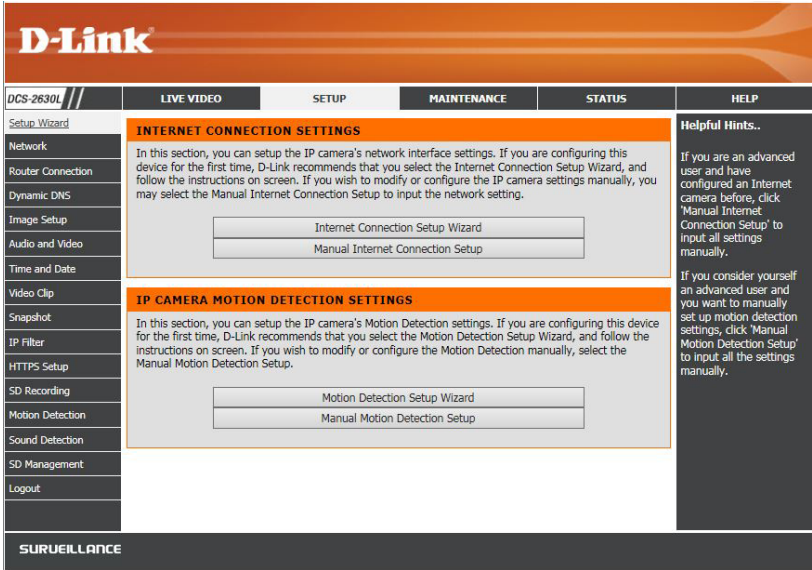 D-Link
DCS-2630L
LIVE VIDEO
SETUP
MAINTENANCE
STATUS
HELP
Setup Wizard
Network
Router Connection
Dynamic DNS
Image Setup
Audio and Video
Time and Date
Video Clip
Snapshot
IP Filter
HTTPS Setup
SD Recording
Motion Detection
Sound Detection
SD Management
Logout
INTERNET CONNECTION SETTINGS
In this section, you can setup the IP camera's network interface settings. If you are configuring this
device for the first time, D-Link recommends that you select the Internet Connection Setup Wizard, and
follow the instructions on screen. If you wish to modify or configure the IP camera settings manually, you
may select the Manual Internet Connection Setup to input the network setting.
Internet Connection Setup Wizard
Manual Internet Connection Setup
IP CAMERA MOTION DETECTION SETTINGS
In this section, you can setup the IP camera's Motion Detection settings. If you are configuring this device
for the first time, D-Link recommends that you select the Motion Detection Setup Wizard, and follow the
instructions on screen. If you wish to modify or configure the Motion Detection manually, select the
Manual Motion Detection Setup.
Motion Detection Setup Wizard
Manual Motion Detection Setup
Helpful Hints..
If you are an advanced
user and have
configured an Internet
camera before, click
'Manual Internet
Connection Setup' to
input all settings
manually.
If you consider yourself
an advanced user and
you want to manually
set up motion detection
settings, click 'Manual
Motion Detection Setup'
to input all the settings
manually.
SURVEILLANCE